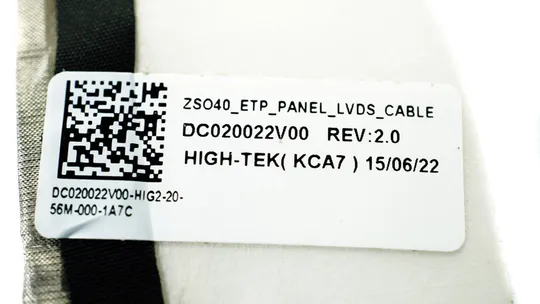 ZSO40_ETP_PANEL_LVDS_CABLE
DC020022V00 REV:2.0
HIGH-TEK( KCA7 ) 15/06/22
DC020022V00-HIG2-20-
56M-000-1A7C